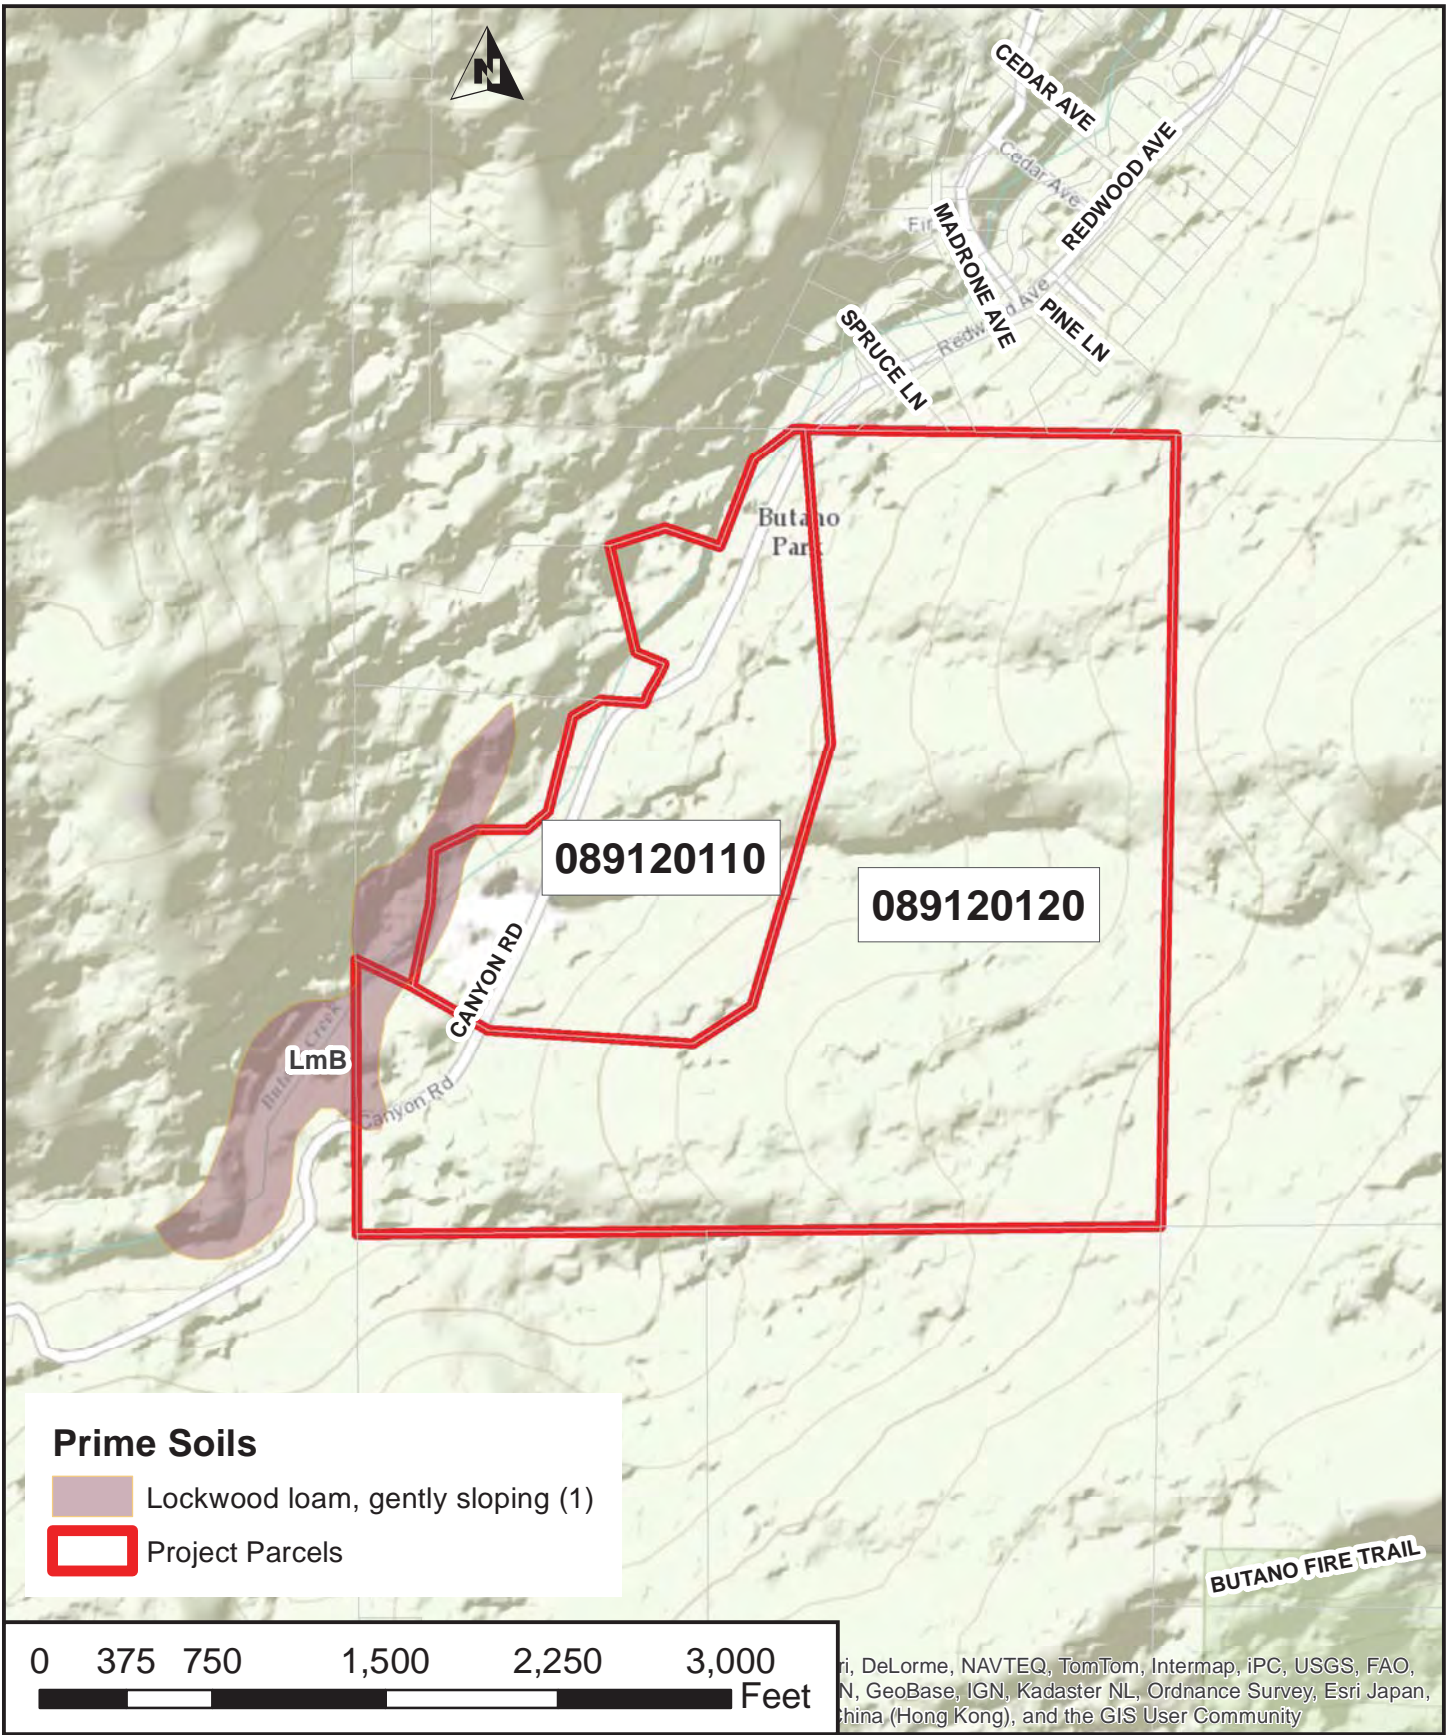 N
CEDAR AVE
Cedar Ave
REDWOOD AVE
MADRONE AVE
PINE LN
SPRUCE LN
Butano
Park
089120110
089120120
CANYON RD
Creek
LmB
Canyon Rd
Prime Soils
Lockwood loam, gently sloping (1)
Project Parcels
BUTANO FIRE TRAIL
0 375 750 1,500 2,250 3,000
Feet
ri, DeLorme, NAVTEQ, TomTom, Intermap, iPC, USGS, FAO,
N, GeoBase, IGN, Kadaster NL, Ordnance Survey, Esri Japan,
China (Hong Kong), and the GIS User Community